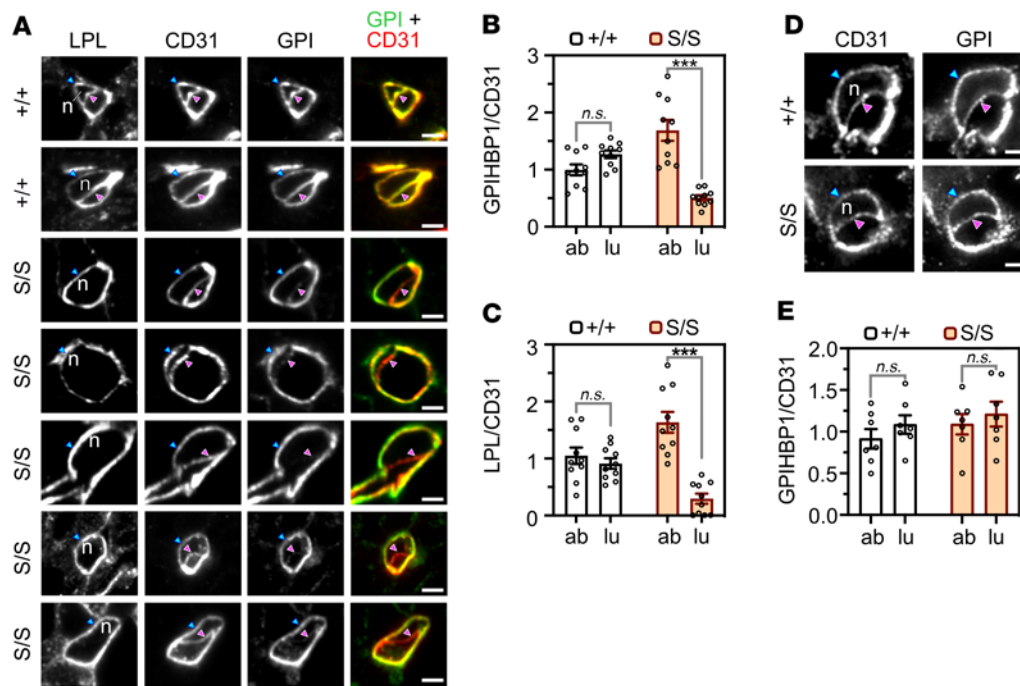 A
LPL CD31 GPI GPI + CD31
+/+ n
+/+ n
S/S n
S/S n
S/S n
S/S n
S/S n
B
+/+ S/S
n.s. ***
GPIHBP1/CD31
3
2
1
0
ab lu ab lu
C
+/+ S/S
n.s. ***
LPL/CD31
3
2
1
0
ab lu ab lu
D
CD31 GPI
+/+ n
S/S n
E
+/+ S/S
n.s. n.s.
GPIHBP1/CD31
2.0
1.5
1.0
0.5
0.0
ab lu ab lu